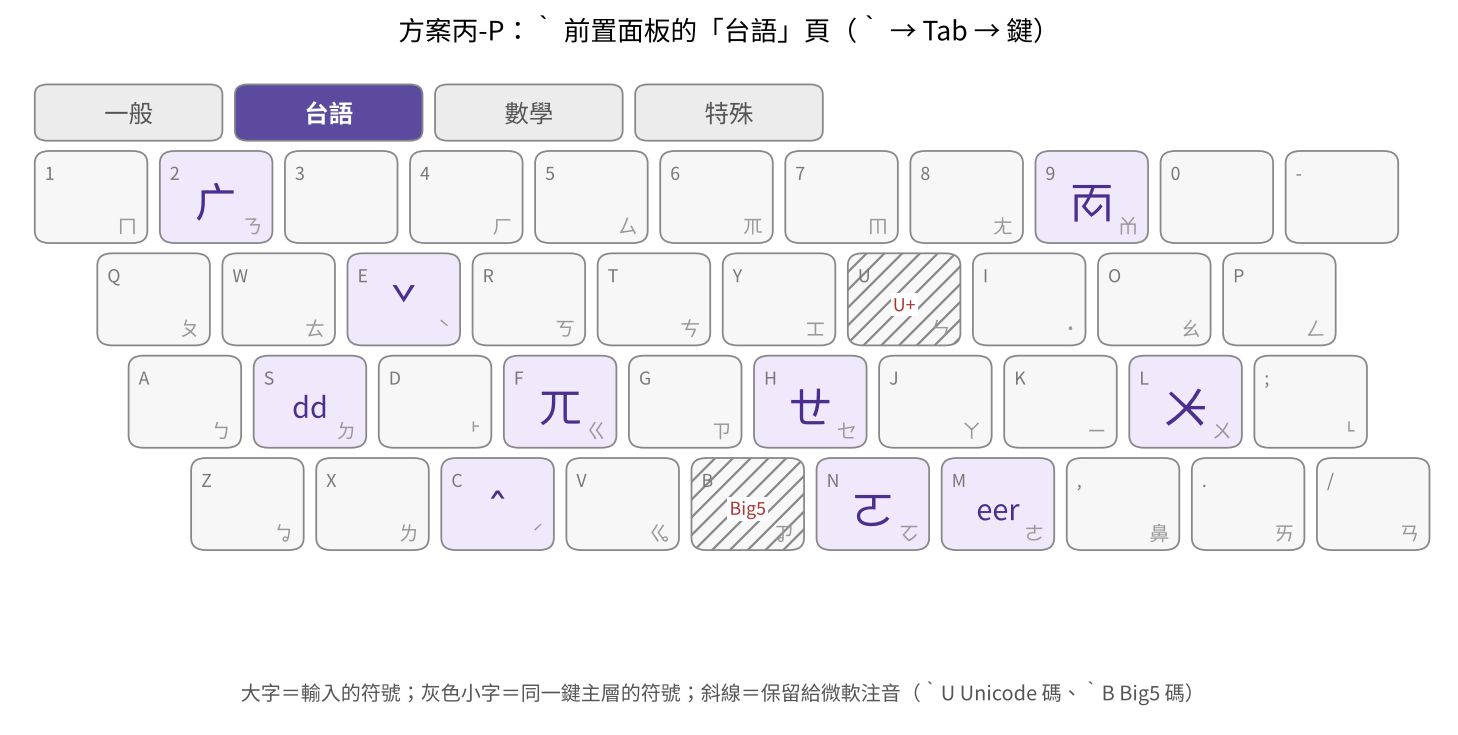 方案丙-P：ˋ 前置面板的「台語」頁（ˋ → Tab → 鍵）
一般 台語 數學 特殊
1 ㄇ 2 广 ㄋ 3 4 ㄏ 5 ㄙ 6 7 8 ㄤ 9 0 -
Q ㄆ W ㄊ E ˇ ˋ R ㄎ T ㄘ Y ㆲ U U+ ㄣ I ˙ O ㄠ P ㄥ
A ㄅ S dd ㄉ D ㆵ F ㄍ G ㄗ H ㄝ J ㄚ K ㄧ L ㄨ ; ㆶ
Z ㆠ X ㄌ C ˆ ˊ V ㆣ B Big5 ㆡ N ㄛ M eer ㄜ , 鼻 . ㄞ / ㄢ
大字＝輸入的符號；灰色小字＝同一鍵主層的符號；斜線＝保留給微軟注音（ˋ U Unicode 碼、ˋ B Big5 碼）